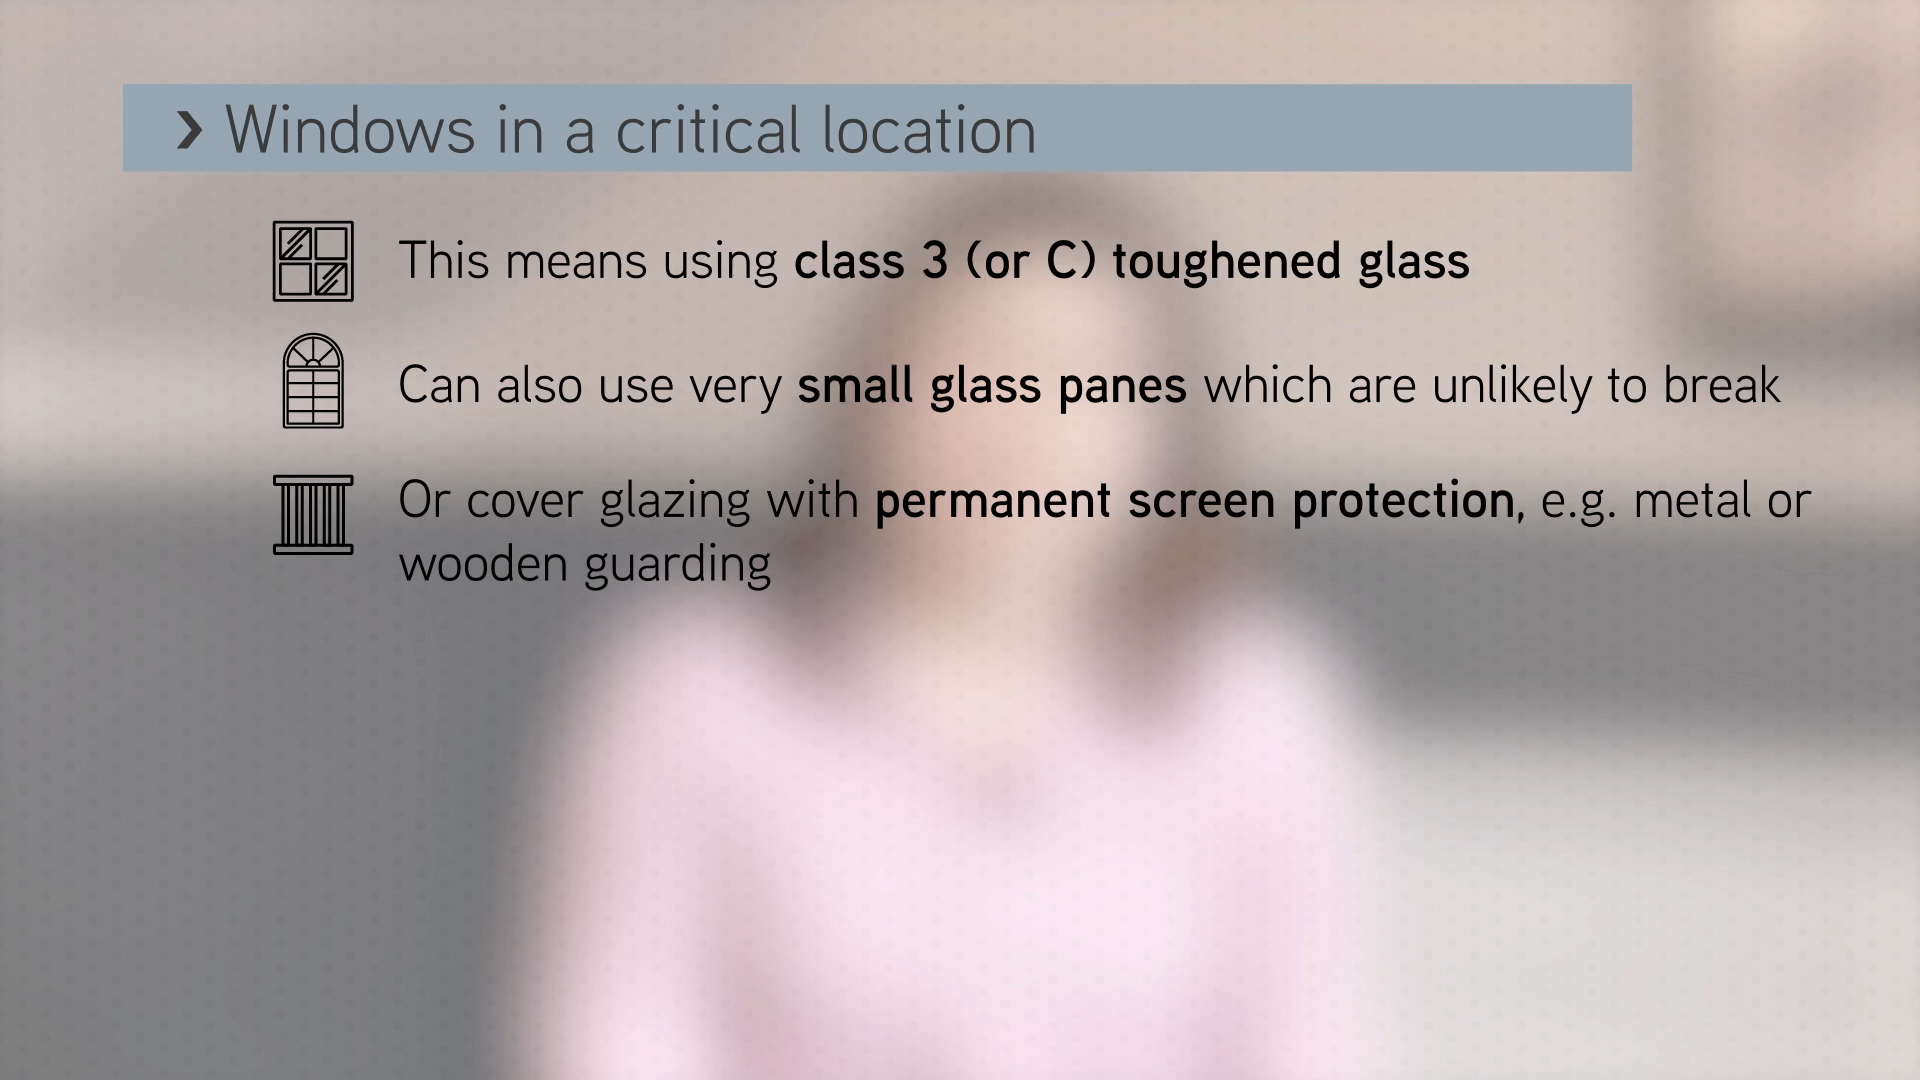 Windows in a critical location
This means using class 3 (or C) toughened glass
Can also use very small glass panes which are unlikely to break
Or cover glazing with permanent screen protection, e.g. metal or
wooden guarding